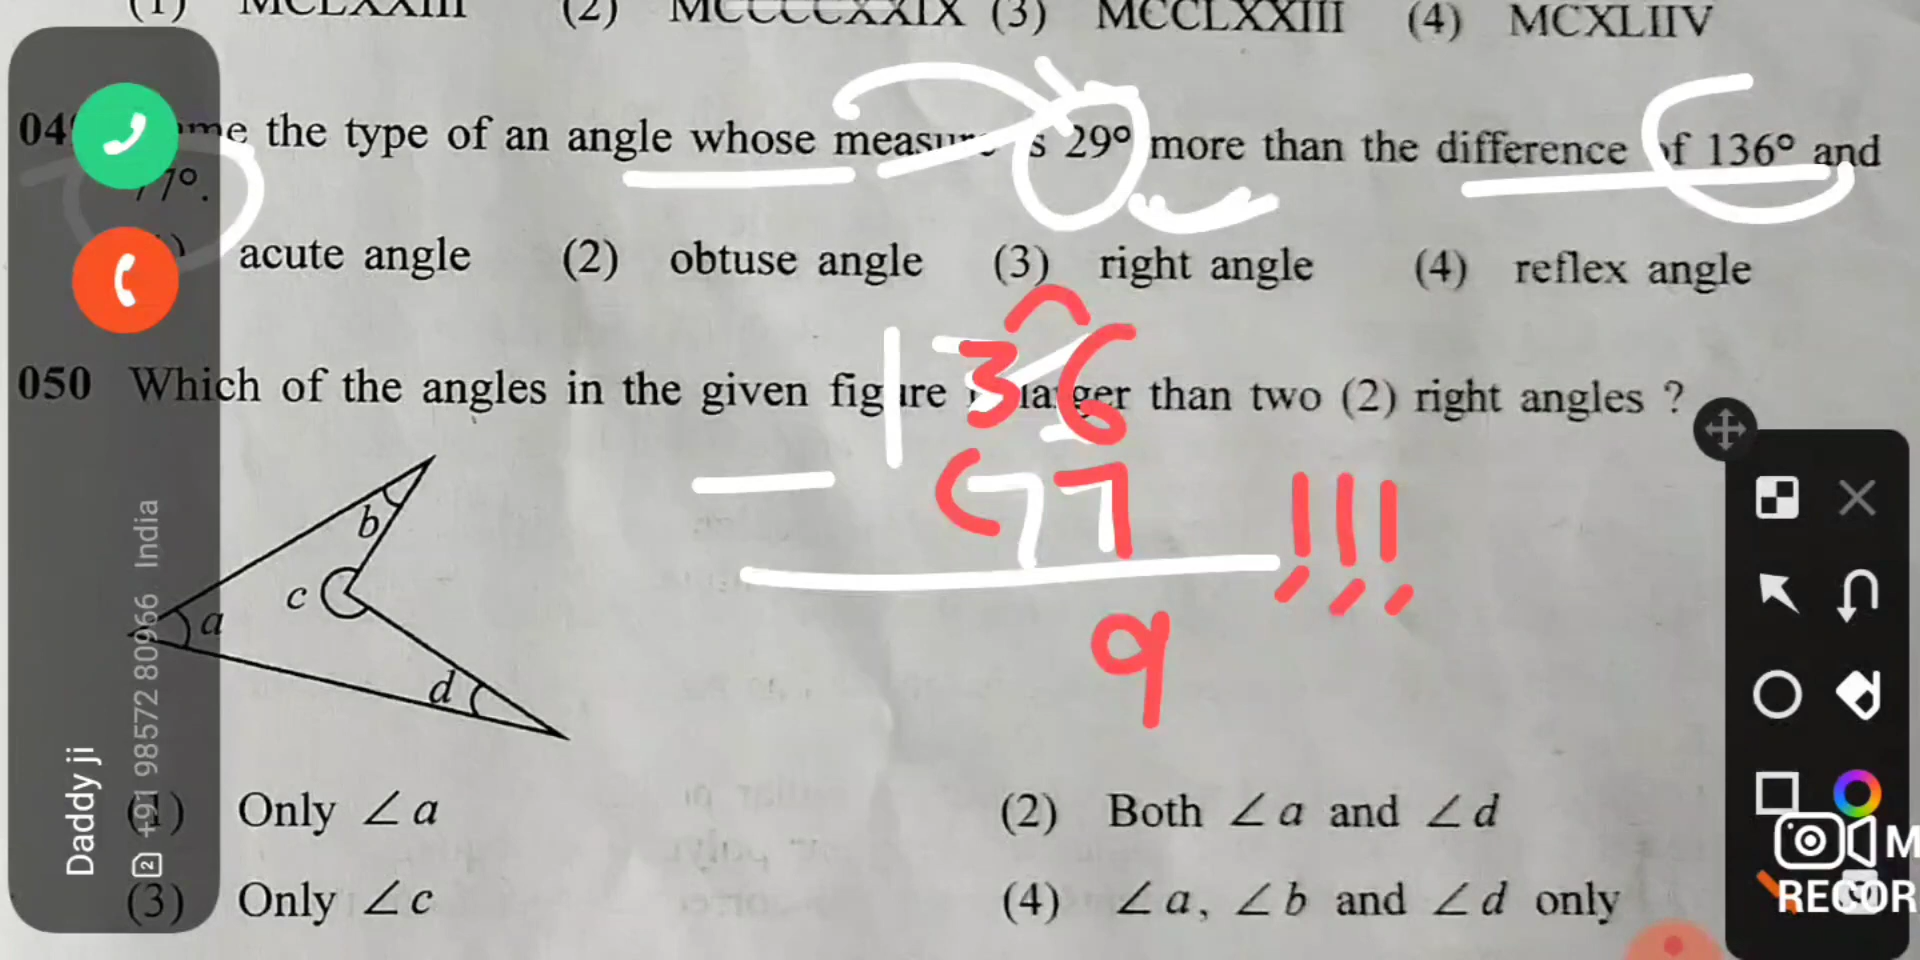 (1) MCLXXIII (2) MCCCCXXIX (3) MCCLXXIII (4) MCXLIIV
04 me the type of an angle whose measure s 29° more than the difference of 136° and
77°.
) acute angle (2) obtuse angle (3) right angle (4) reflex angle
136
050 Which of the angles in the given figure larger than two (2) right angles ?
— 77 !!!
9
b
c
a
d
Daddy ji
+91 98572 80966 India
2
(1) Only ∠a (2) Both ∠a and ∠d
(3) Only ∠c (4) ∠a, ∠b and ∠d only
M
RECOR